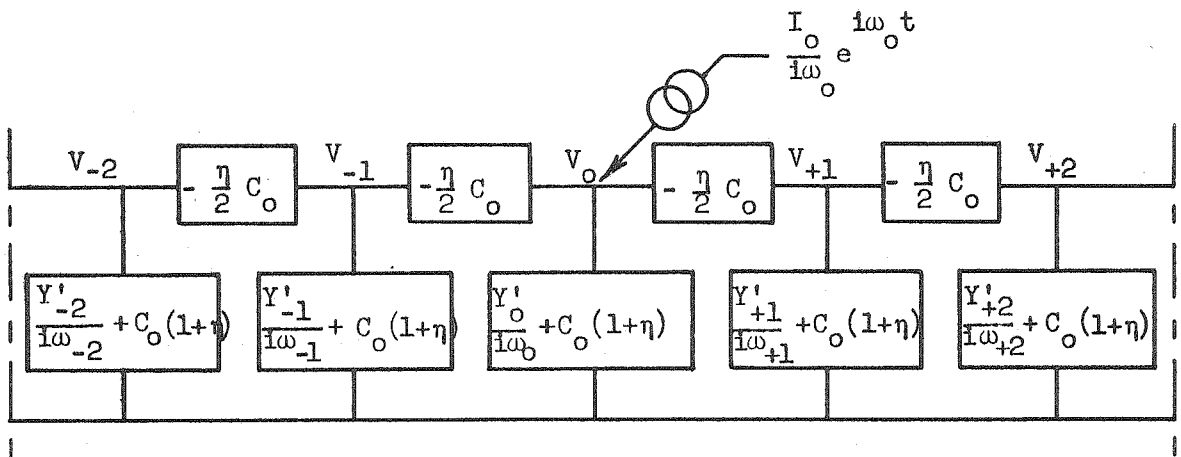 I_o/iω_o e^{iω_o t}
V_{-2} V_{-1} V_o V_{+1} V_{+2}
-η/2 C_o -η/2 C_o -η/2 C_o -η/2 C_o
Y'_{-2}/iω_{-2} + C_o(1+η) Y'_{-1}/iω_{-1} + C_o(1+η) Y'_o/iω_o + C_o(1+η) Y'_{+1}/iω_{+1} + C_o(1+η) Y'_{+2}/iω_{+2} + C_o(1+η)